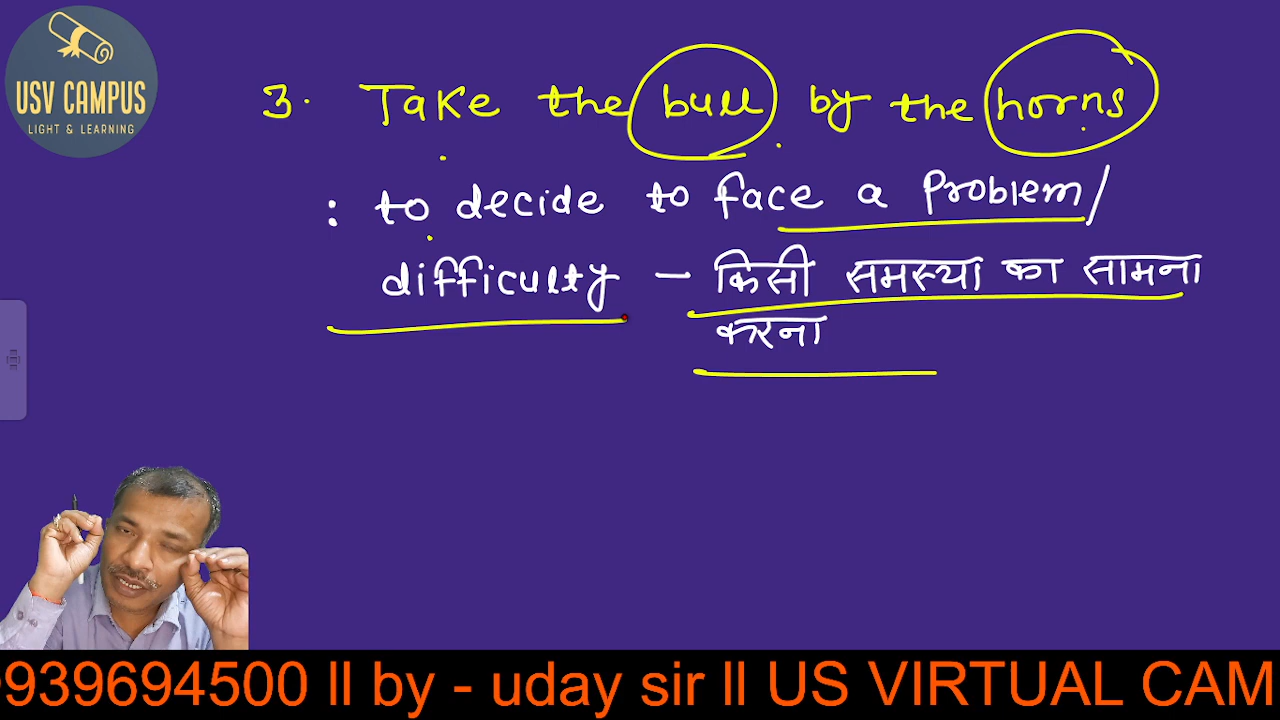 USV CAMPUS
LIGHT & LEARNING
3. Take the bull by the horns
: to decide to face a problem/
difficulty – किसी समस्या का सामना
करना
939694500 ll by - uday sir ll US VIRTUAL CAM